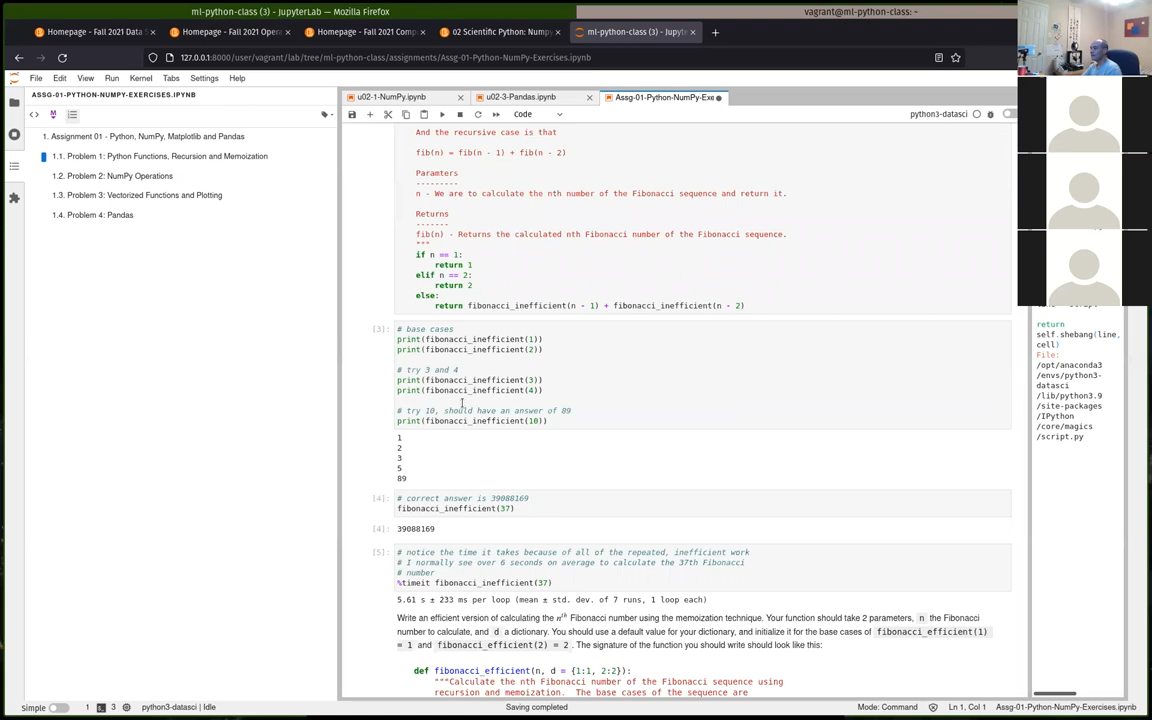 ml-python-class (3) - JupyterLab — Mozilla Firefox
vagrant@ml-python-class: ~
Homepage - Fall 2021 Data S
Homepage - Fall 2021 Opera
Homepage - Fall 2021 Comp
02 Scientific Python: Numpy
ml-python-class (3) - Jupyte
127.0.0.1:8000/user/vagrant/lab/tree/ml-python-class/assignments/Assg-01-Python-NumPy-Exercises.ipynb
File Edit View Run Kernel Tabs Settings Help
ASSG-01-PYTHON-NUMPY-EXERCISES.IPYNB
1. Assignment 01 - Python, NumPy, Matplotlib and Pandas
1.1. Problem 1: Python Functions, Recursion and Memoization
1.2. Problem 2: NumPy Operations
1.3. Problem 3: Vectorized Functions and Plotting
1.4. Problem 4: Pandas
u02-1-NumPy.ipynb
u02-3-Pandas.ipynb
Assg-01-Python-NumPy-Exe
Code
python3-datasci
And the recursive case is that
fib(n) = fib(n - 1) + fib(n - 2)
Paramters
---------
n - We are to calculate the nth number of the Fibonacci sequence and return it.
Returns
-------
fib(n) - Returns the calculated nth Fibonacci number of the Fibonacci sequence.
"""
if n == 1:
return 1
elif n == 2:
return 2
else:
return fibonacci_inefficient(n - 1) + fibonacci_inefficient(n - 2)
[3]:
# base cases
print(fibonacci_inefficient(1))
print(fibonacci_inefficient(2))
# try 3 and 4
print(fibonacci_inefficient(3))
print(fibonacci_inefficient(4))
# try 10, should have an answer of 89
print(fibonacci_inefficient(10))
1
2
3
5
89
[4]:
# correct answer is 39088169
fibonacci_inefficient(37)
[4]:
39088169
[5]:
# notice the time it takes because of all of the repeated, inefficient work
# I normally see over 6 seconds on average to calculate the 37th Fibonacci
# number
%timeit fibonacci_inefficient(37)
5.61 s ± 233 ms per loop (mean ± std. dev. of 7 runs, 1 loop each)
Write an efficient version of calculating the nth Fibonacci number using the memoization technique. Your function should take 2 parameters, n the Fibonacci
number to calculate, and d a dictionary. You should use a default value for your dictionary, and initialize it for the base cases of fibonacci_efficient(1)
= 1 and fibonacci_efficient(2) = 2 . The signature of the function you should write should look like this:
def fibonacci_efficient(n, d = {1:1, 2:2}):
"""Calculate the nth Fibonacci number of the Fibonacci sequence using
recursion and memoization. The base cases of the sequence are
return
self.shebang(line,
cell)
File:
/opt/anaconda3
/envs/python3-
datasci
/lib/python3.9
/site-packages
/IPython
/core/magics
/script.py
Simple
1
3
python3-datasci | Idle
Saving completed
Mode: Command
Ln 1, Col 1
Assg-01-Python-NumPy-Exercises.ipynb